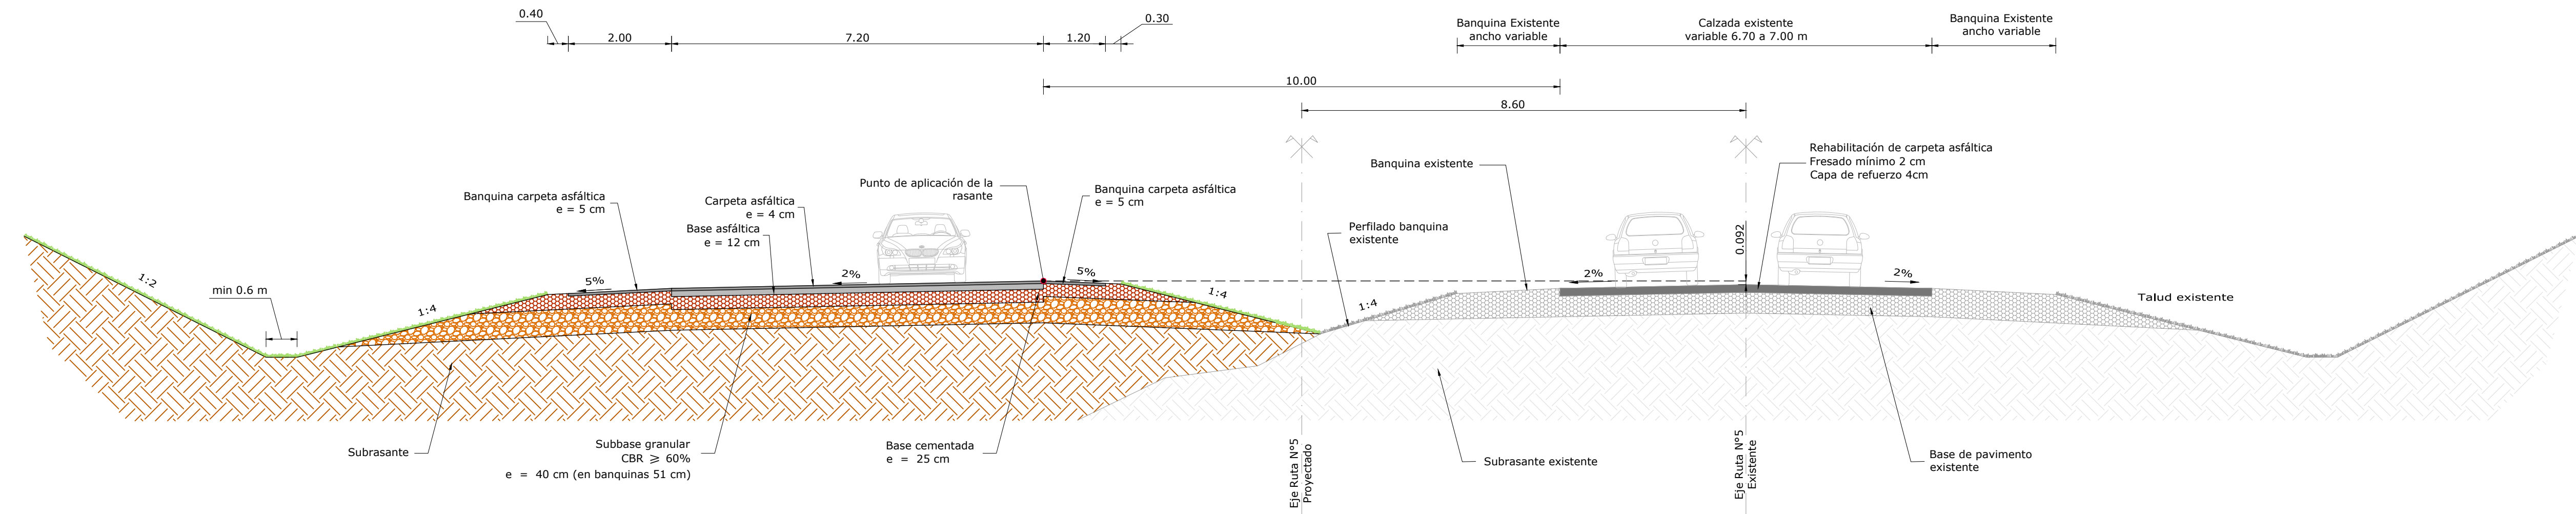 0.40
2.00
7.20
1.20
0.30
Banquina Existente
ancho variable
Calzada existente
variable 6.70 a 7.00 m
Banquina Existente
ancho variable
10.00
8.60
Banquina carpeta asfáltica
e = 5 cm
Carpeta asfáltica
e = 4 cm
Base asfáltica
e = 12 cm
Punto de aplicación de la
rasante
Banquina carpeta asfáltica
e = 5 cm
Banquina existente
Perfilado banquina
existente
Rehabilitación de carpeta asfáltica
Fresado mínimo 2 cm
Capa de refuerzo 4cm
0.092
1:2
min 0.6 m
1:4
5%
2%
5%
1:4
1:4
2%
2%
Talud existente
Subrasante
Subbase granular
CBR ⩾ 60%
e = 40 cm (en banquinas 51 cm)
Base cementada
e = 25 cm
Eje Ruta N°5
Proyectado
Subrasante existente
Eje Ruta N°5
Existente
Base de pavimento
existente